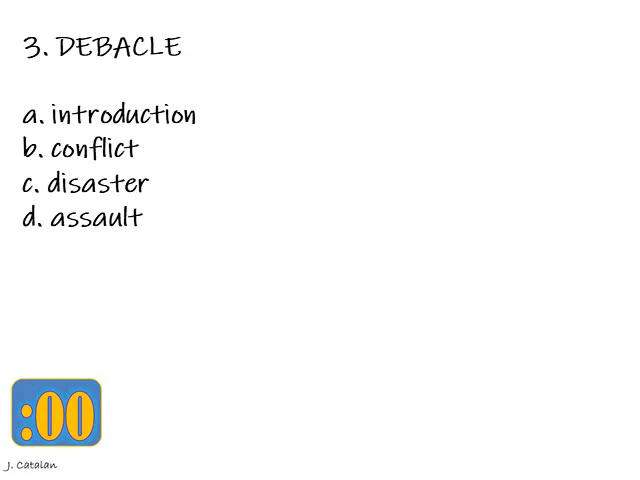 3. DEBACLE
a. introduction
b. conflict
c. disaster
d. assault
:00
J. Catalan